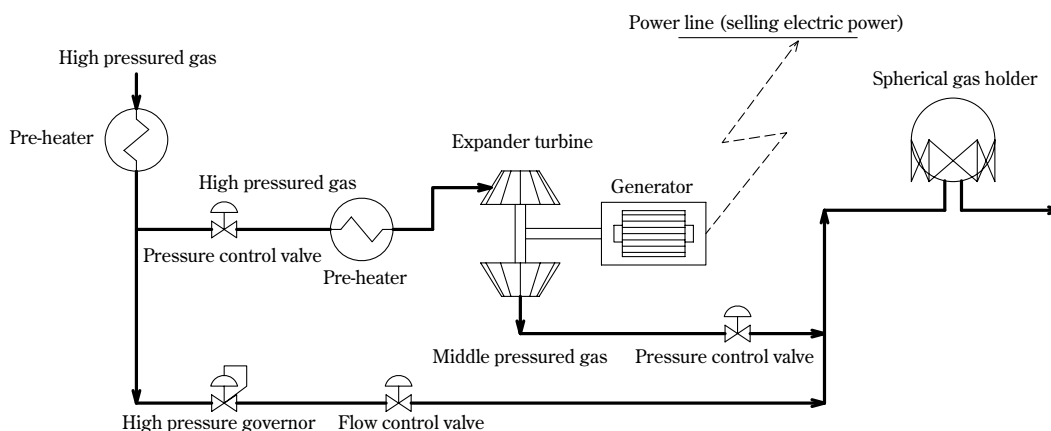 Power line (selling electric power)
High pressured gas
Spherical gas holder
Pre-heater
Expander turbine
High pressured gas
Generator
Pressure control valve
Pre-heater
Middle pressured gas
Pressure control valve
High pressure governor
Flow control valve